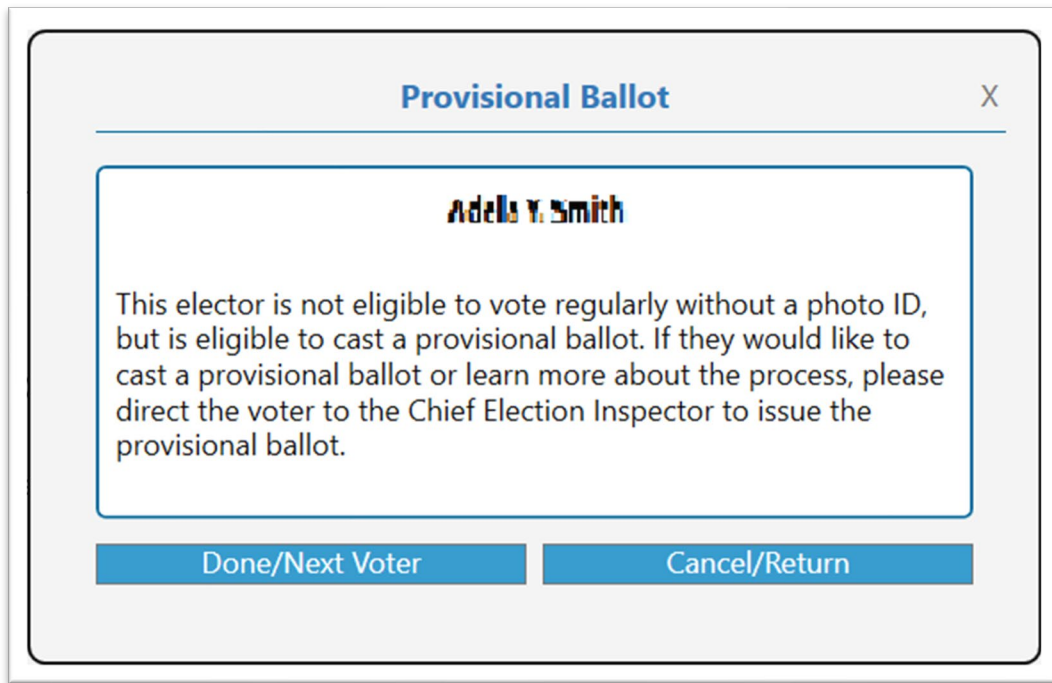 Provisional Ballot X
Adella Y. Smith
This elector is not eligible to vote regularly without a photo ID,
but is eligible to cast a provisional ballot. If they would like to
cast a provisional ballot or learn more about the process, please
direct the voter to the Chief Election Inspector to issue the
provisional ballot.
Done/Next Voter
Cancel/Return